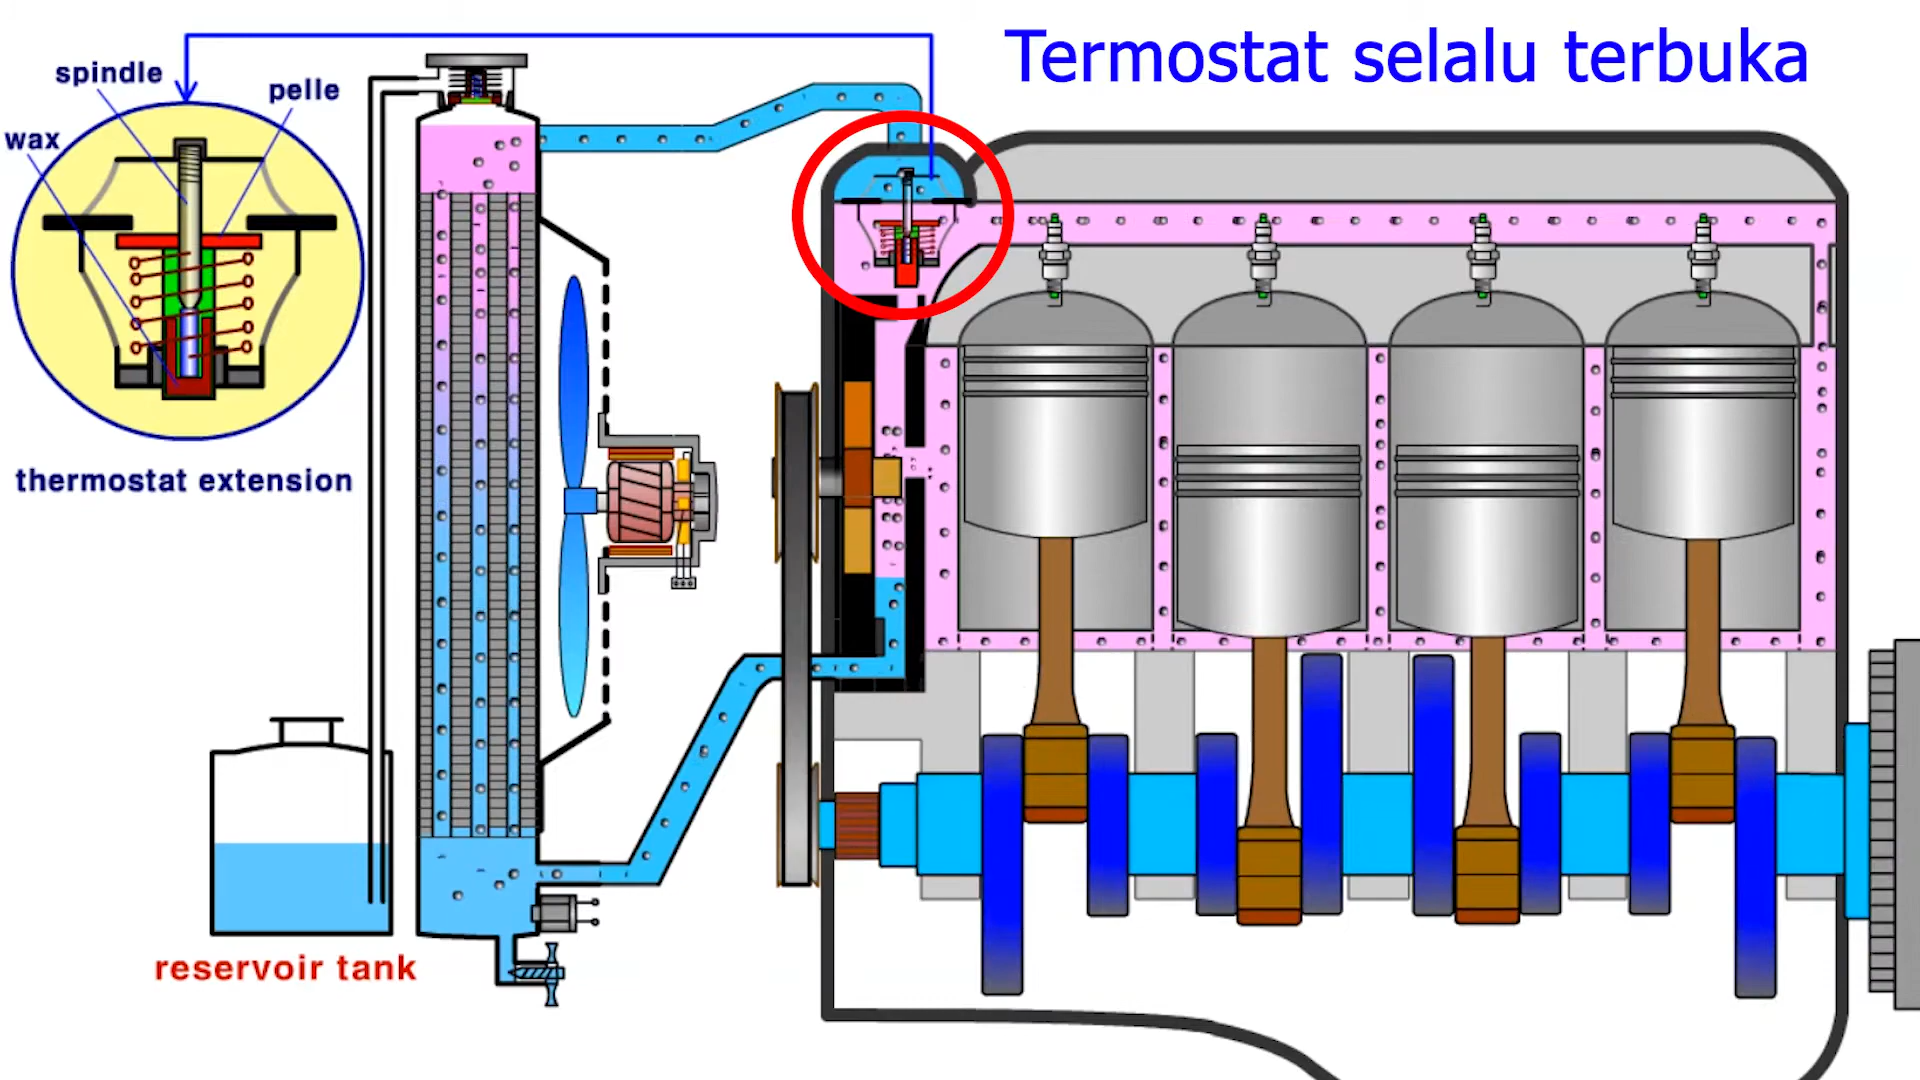 Termostat selalu terbuka
spindle
pelle
wax
thermostat extension
reservoir tank